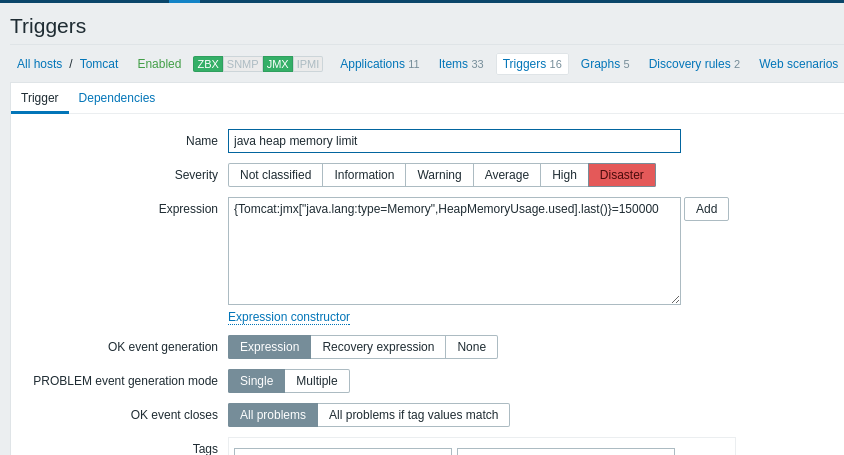 Triggers
All hosts / Tomcat Enabled ZBX SNMP JMX IPMI Applications 11 Items 33 Triggers 16 Graphs 5 Discovery rules 2 Web scenarios
Trigger Dependencies
Name java heap memory limit
Severity Not classified Information Warning Average High Disaster
Expression {Tomcat:jmx["java.lang:type=Memory",HeapMemoryUsage.used].last()}=150000 Add
Expression constructor
OK event generation Expression Recovery expression None
PROBLEM event generation mode Single Multiple
OK event closes All problems All problems if tag values match
Tags